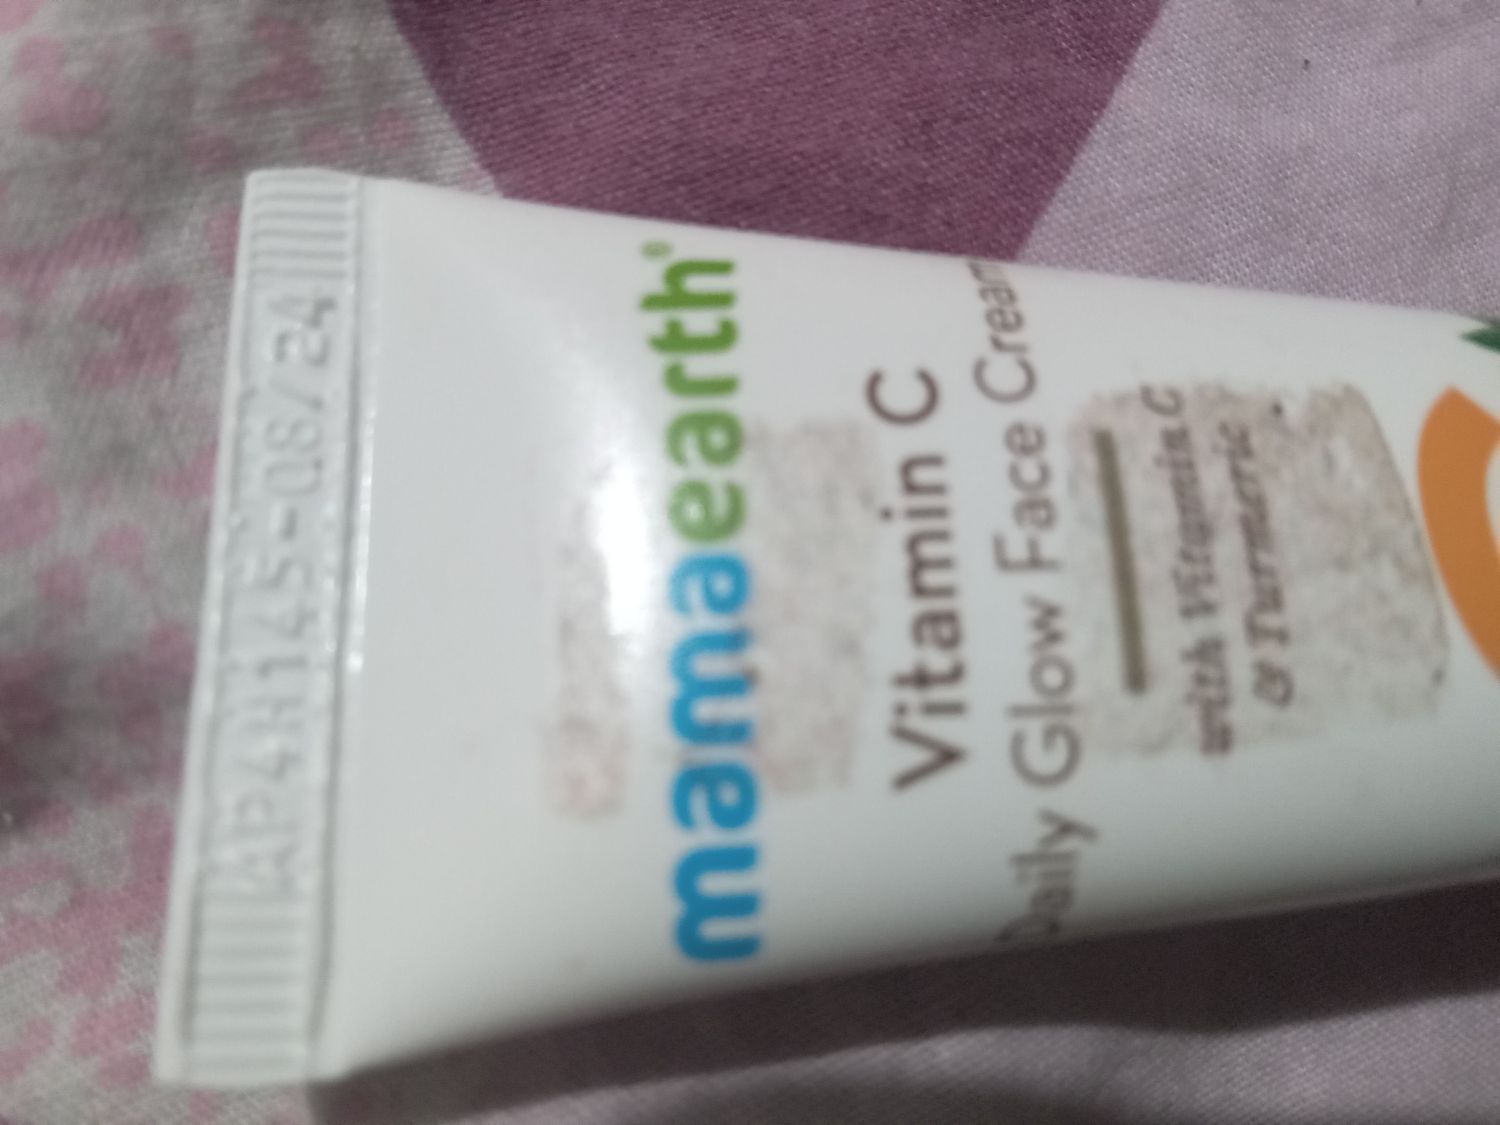 AP4H145-08/24
mamaearth®
Vitamin C
Daily Glow Face Cream
with Vitamin C
& Turmeric